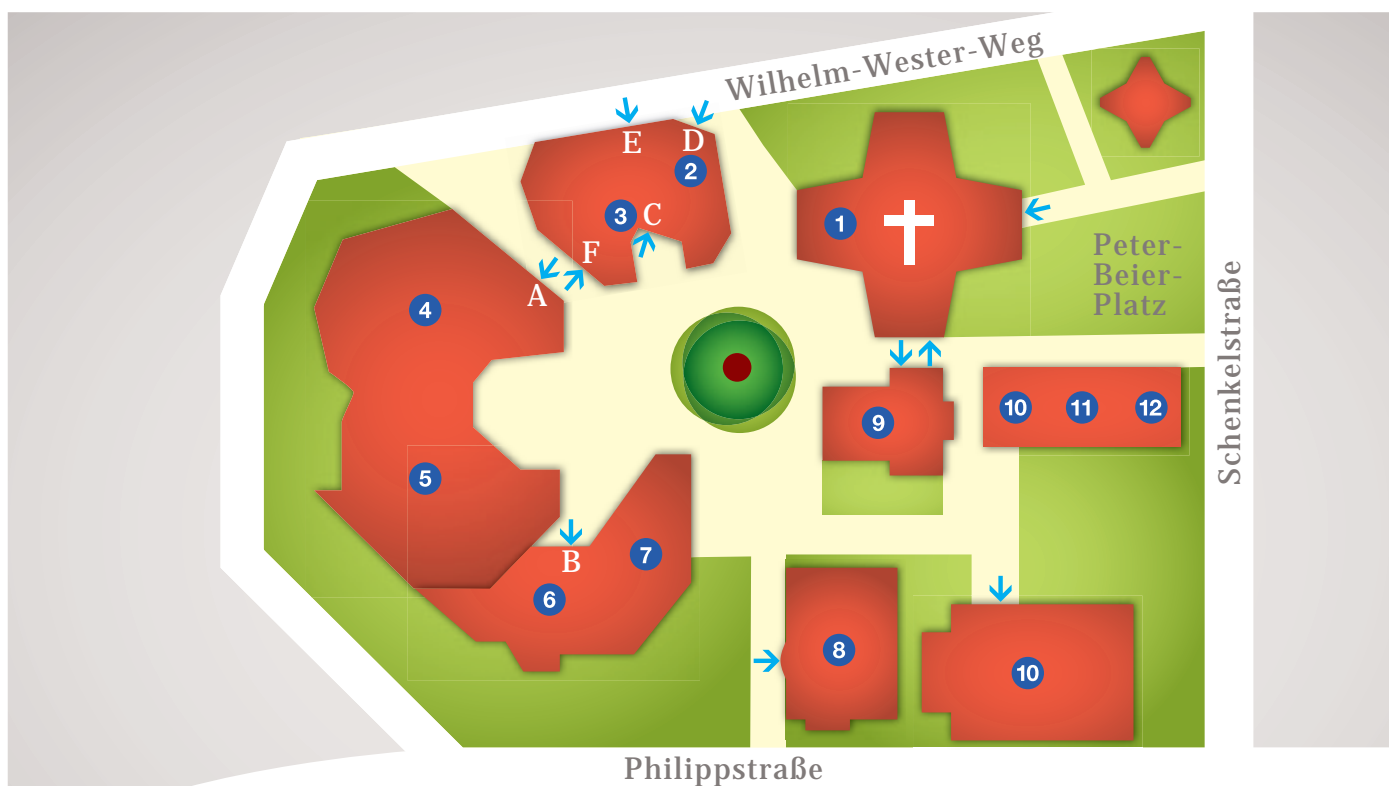 Wilhelm-Wester-Weg
E
D
2
3
C
1
F
A
Peter-
Beier-
Platz
4
Schenkelstraße
10
11
12
9
5
B
7
6
8
10
Philippstraße